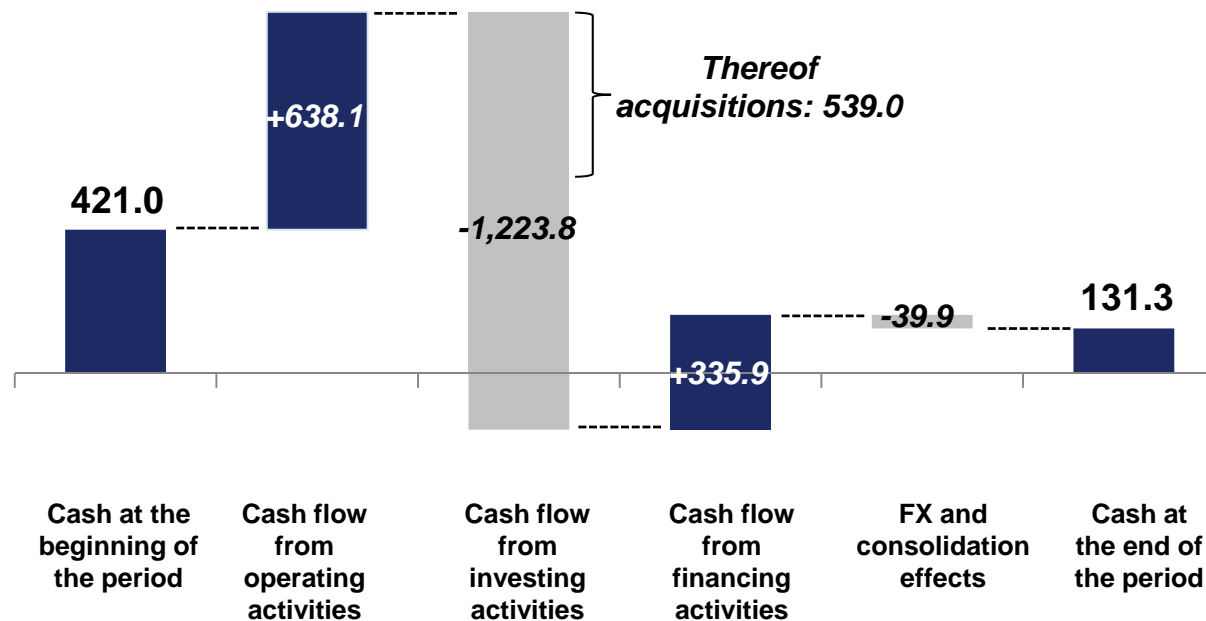 Thereof
acquisitions: 539.0
+638.1
421.0
-1,223.8
131.3
-39.9
+335.9
Cash at the
beginning of
the period
Cash flow
from
operating
activities
Cash flow
from
investing
activities
Cash flow
from
financing
activities
FX and
consolidation
effects
Cash at
the end of
the period